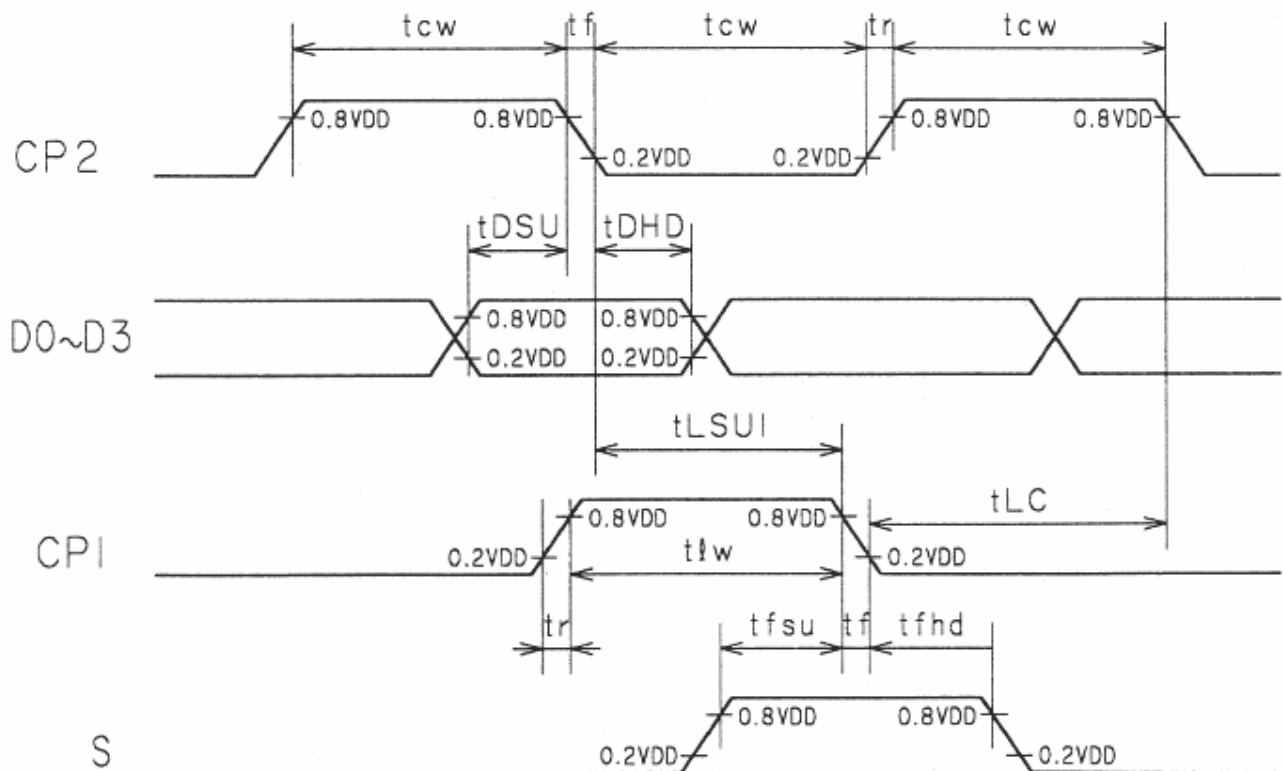 tcw tf tcw tr tcw
CP2 0.8VDD 0.8VDD 0.8VDD 0.8VDD
0.2VDD 0.2VDD
tDSU tDHD
D0~D3 0.8VDD 0.8VDD
0.2VDD 0.2VDD
tLSU1
tLC
CP1 0.8VDD 0.8VDD
0.2VDD tlw 0.2VDD
tr tfsu tf tfhd
S 0.8VDD 0.8VDD
0.2VDD 0.2VDD